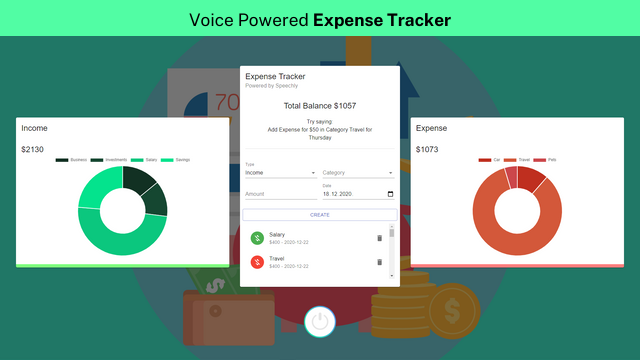 Voice Powered Expense Tracker
70
Income
$2130
Business Investments Salary Savings
Expense Tracker
Powered by Speechly
Total Balance $1057
Try saying:
Add Expense for $50 in Category Travel for
Thursday
Type
Income
Category
Amount
Date
18.12.2020.
CREATE
Salary
$400 - 2020-12-22
Travel
$400 - 2020-12-22
Expense
$1073
Car Travel Pets
$
$